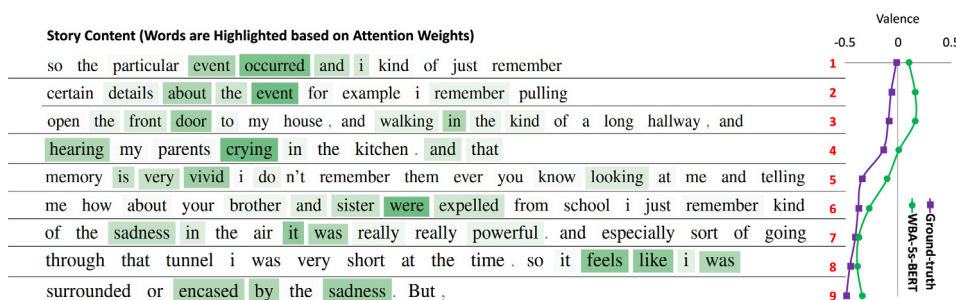 Valence
Story Content (Words are Highlighted based on Attention Weights)
-0.5 0 0.5
so the particular event occurred and i kind of just remember 1
certain details about the event for example i remember pulling 2
open the front door to my house , and walking in the kind of a long hallway , and 3
hearing my parents crying in the kitchen . and that 4
memory is very vivid i do n't remember them ever you know looking at me and telling 5
me how about your brother and sister were expelled from school i just remember kind 6
of the sadness in the air it was really really powerful . and especially sort of going 7
through that tunnel i was very short at the time . so it feels like i was 8
surrounded or encased by the sadness . But , 9
Ground-truth
WBA-5s-BERT